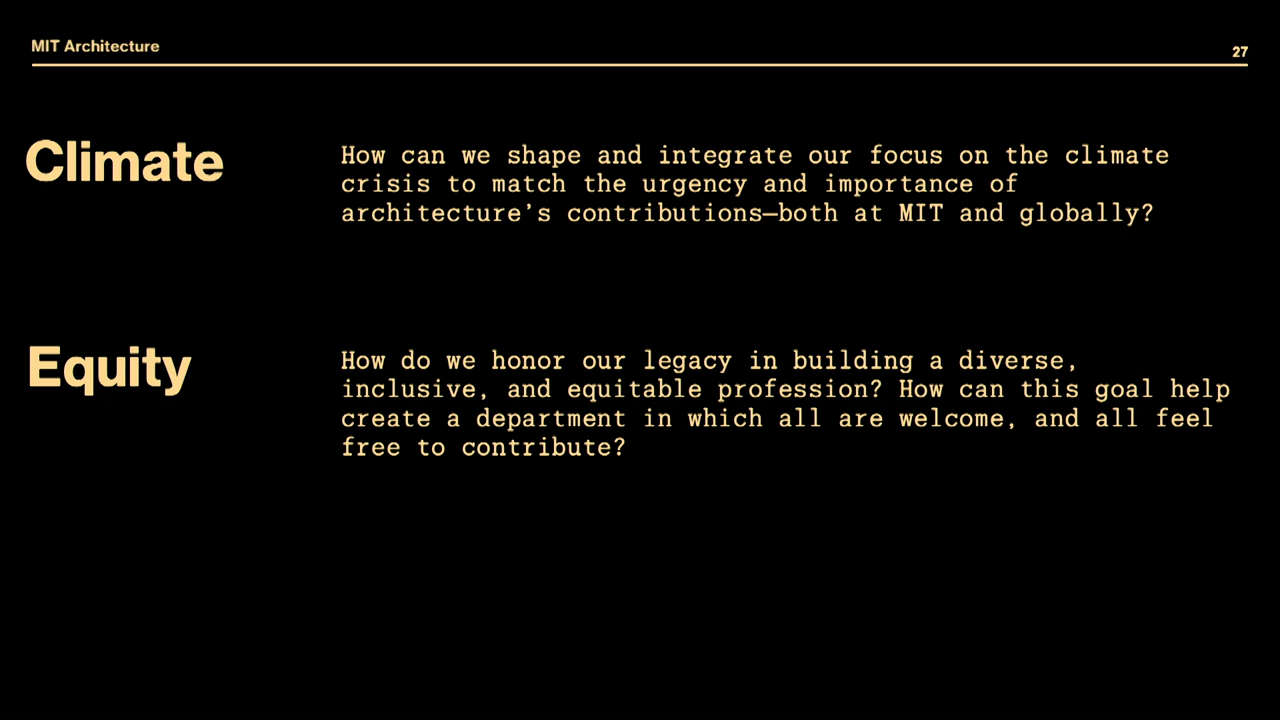 MIT Architecture
27
Climate
How can we shape and integrate our focus on the climate
crisis to match the urgency and importance of
architecture’s contributions—both at MIT and globally?
Equity
How do we honor our legacy in building a diverse,
inclusive, and equitable profession? How can this goal help
create a department in which all are welcome, and all feel
free to contribute?